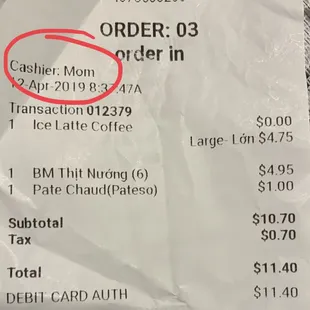 ORDER: 03
order in
Cashier: Mom
12-Apr-2019 8:37:47A
Transaction 012379
1 Ice Latte Coffee $0.00
Large- Lớn $4.75
1 BM Thịt Nướng (6) $4.95
1 Pate Chaud(Pateso) $1.00
Subtotal $10.70
Tax $0.70
Total $11.40
DEBIT CARD AUTH $11.40